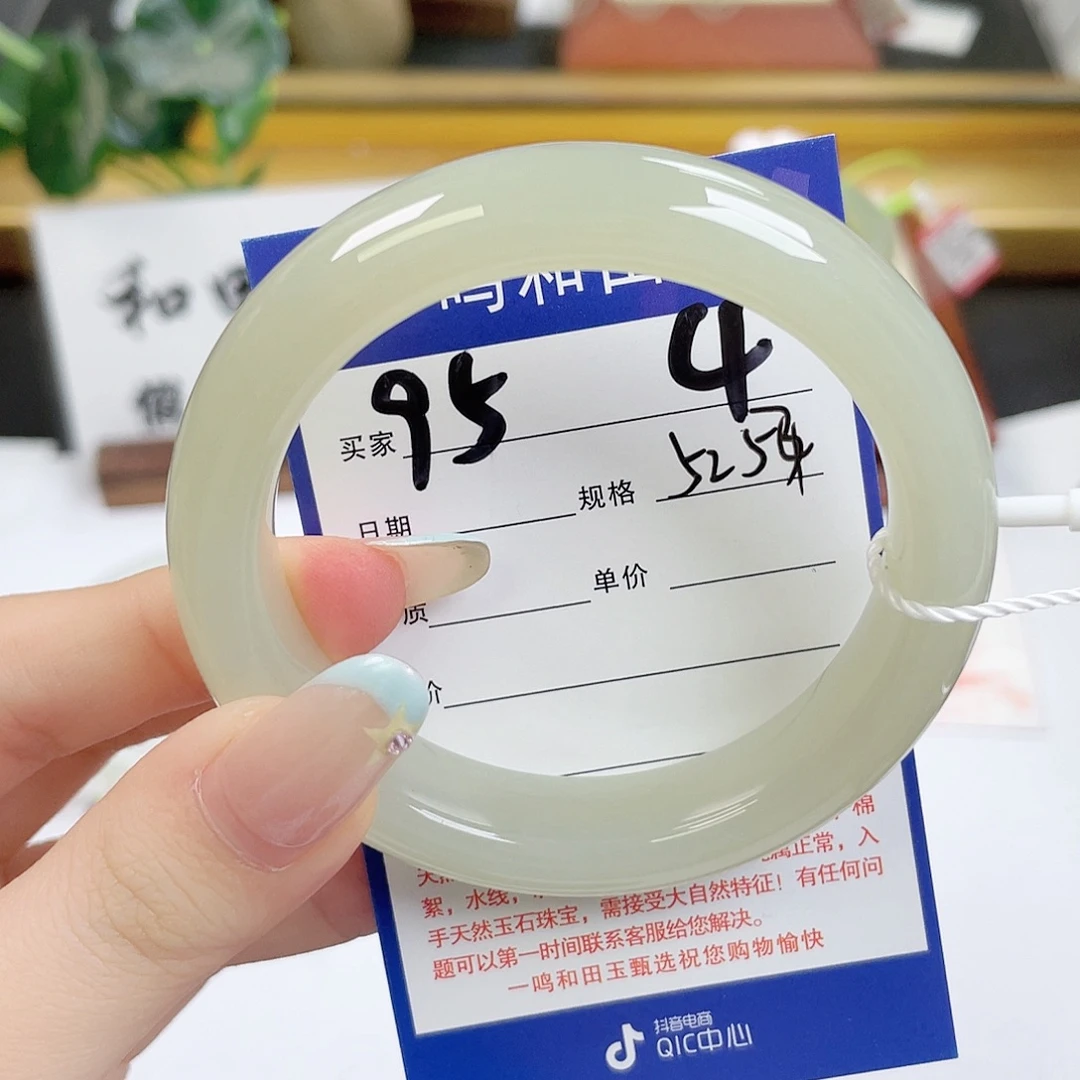 和田
假
鸣和田
95 4
买家
5254
规格
日期
质
单价
价
棉
属正常，入
絮，水线，
手天然玉石珠宝，需接受大自然特征！有任何问
题可以第一时间联系客服给您解决。
一鸣和田玉甄选祝您购物愉快
抖音电商
QIC中心